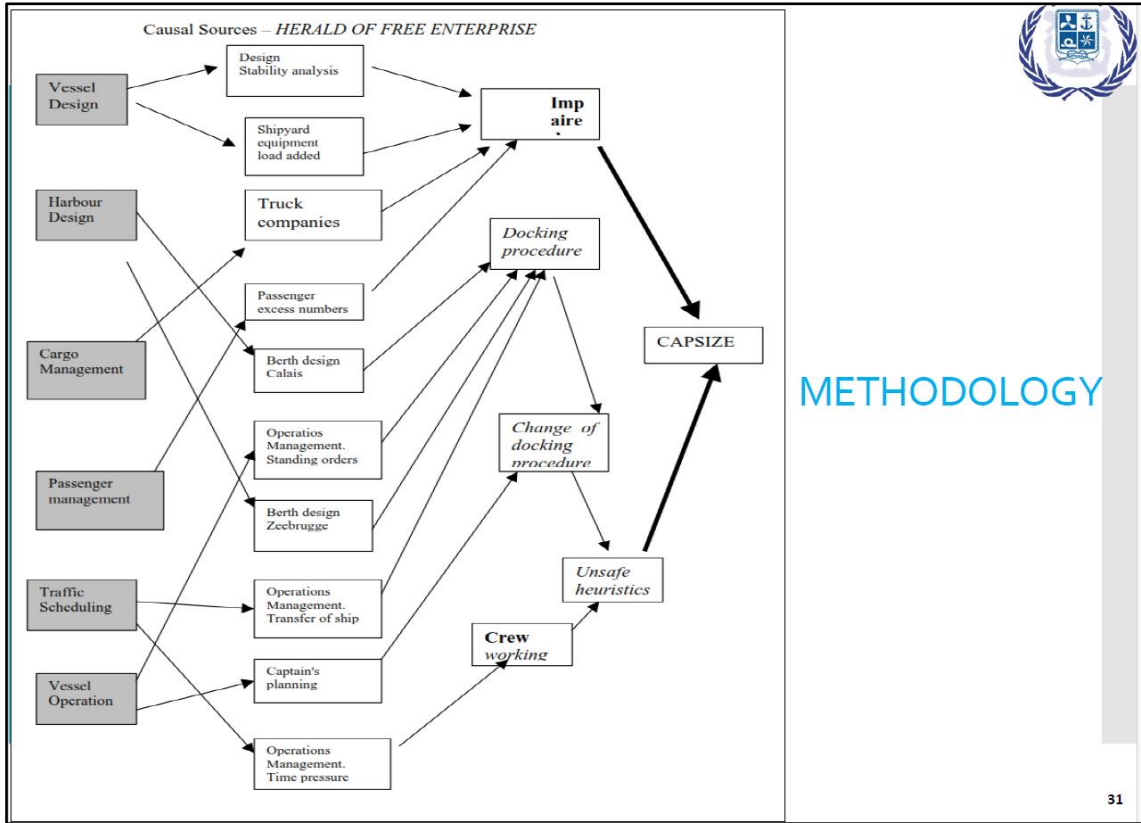 Causal Sources – HERALD OF FREE ENTERPRISE
Vessel
Design
Design
Stability analysis
Imp
aire
Shipyard
equipment
load added
Harbour
Design
Truck
companies
Docking
procedure
Passenger
excess numbers
Cargo
Management
Berth design
Calais
CAPSIZE
METHODOLOGY
Operatios
Management.
Standing orders
Change of
docking
procedure
Passenger
management
Berth design
Zeebrugge
Unsafe
heuristics
Traffic
Scheduling
Operations
Management.
Transfer of ship
Crew
working
Vessel
Operation
Captain's
planning
Operations
Management.
Time pressure
31